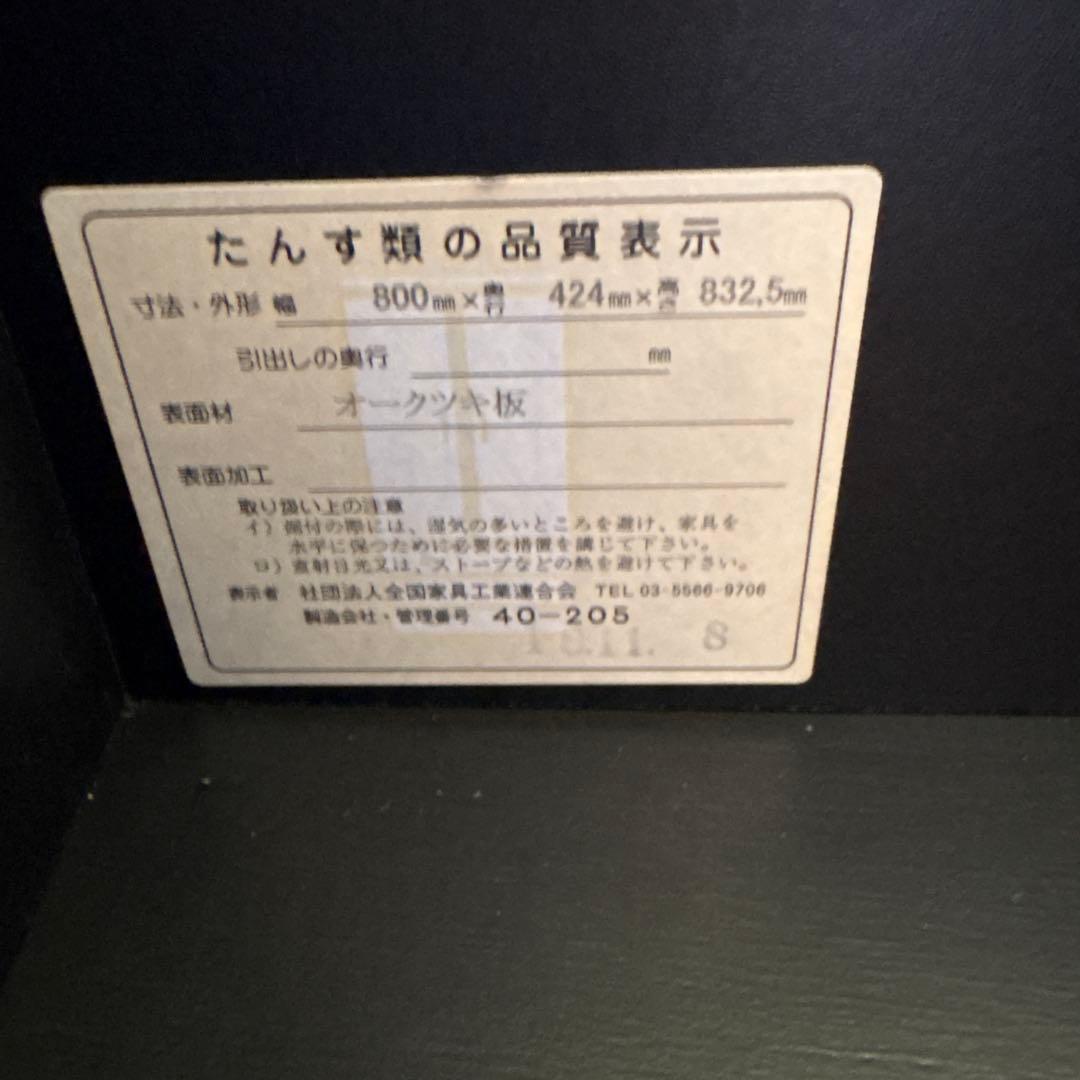 たんす類の品質表示
寸法・外形 幅 800mm×奥行 424mm×高さ 832,5mm
引出しの奥行 mm
表面材 オークツキ板
表面加工
取り扱い上の注意
イ) 据付の際には、湿気の多いところを避け、家具を
水平に保つために必要な措置を講じて下さい。
ロ) 直射日光又は、ストーブなどの熱を避けて下さい。
表示者 社団法人全国家具工業連合会 TEL 03-5566-9706
製造会社・管理番号 40-205
11. 8